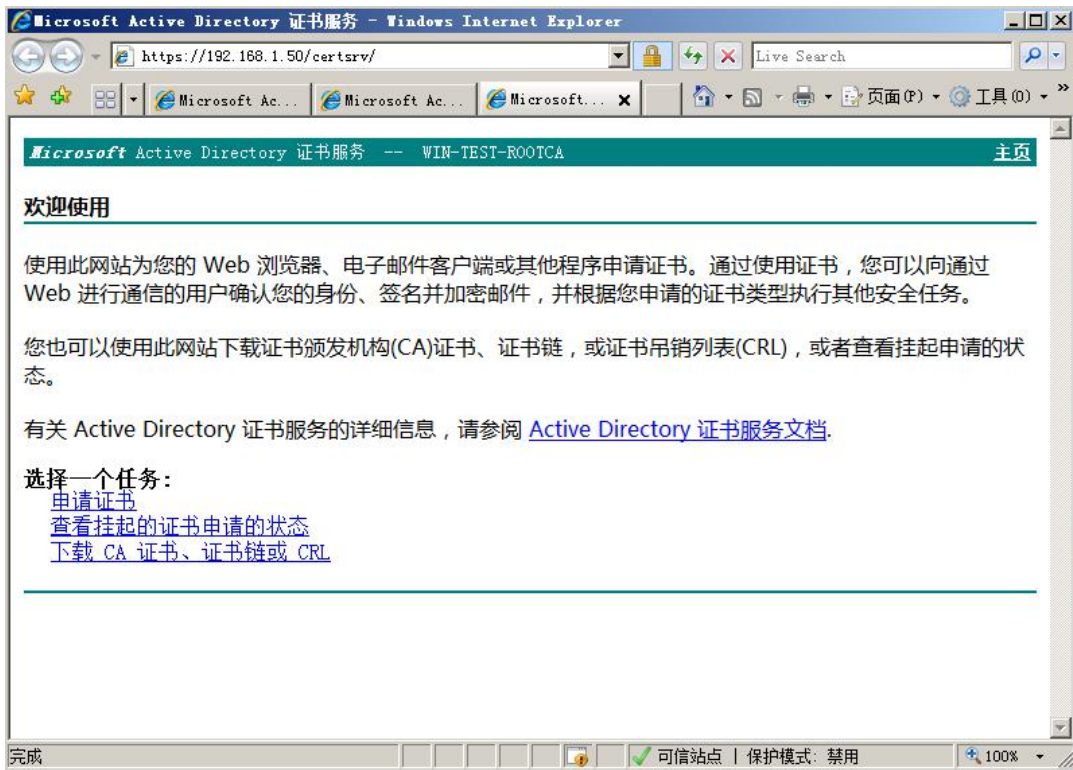 Microsoft Active Directory 证书服务 - Windows Internet Explorer
https://192.168.1.50/certsrv/
Live Search
Microsoft Ac...
Microsoft Ac...
Microsoft...
页面(P)
工具(O)
Microsoft Active Directory 证书服务 -- WIN-TEST-ROOTCA
主页
欢迎使用
使用此网站为您的 Web 浏览器、电子邮件客户端或其他程序申请证书。通过使用证书，您可以向通过
Web 进行通信的用户确认您的身份、签名并加密邮件，并根据您申请的证书类型执行其他安全任务。
您也可以使用此网站下载证书颁发机构(CA)证书、证书链，或证书吊销列表(CRL)，或者查看挂起申请的状
态。
有关 Active Directory 证书服务的详细信息，请参阅 Active Directory 证书服务文档.
选择一个任务:
申请证书
查看挂起的证书申请的状态
下载 CA 证书、证书链或 CRL
完成
可信站点 | 保护模式: 禁用
100%